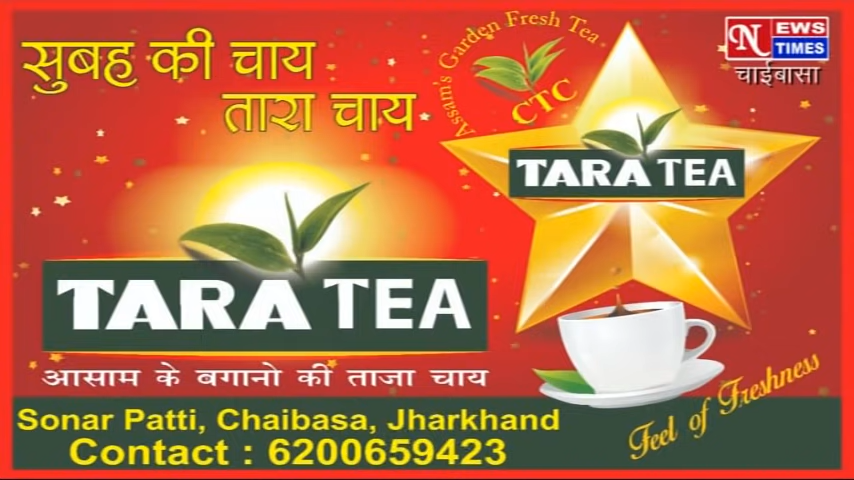 सुबह की चाय
तारा चाय
Assam's Garden Fresh Tea
CTC
NEWS
TIMES
चाईबासा
TARA TEA
TARA TEA
आसाम के बगानो की ताजा चाय
Feel of Freshness
Sonar Patti, Chaibasa, Jharkhand
Contact : 6200659423